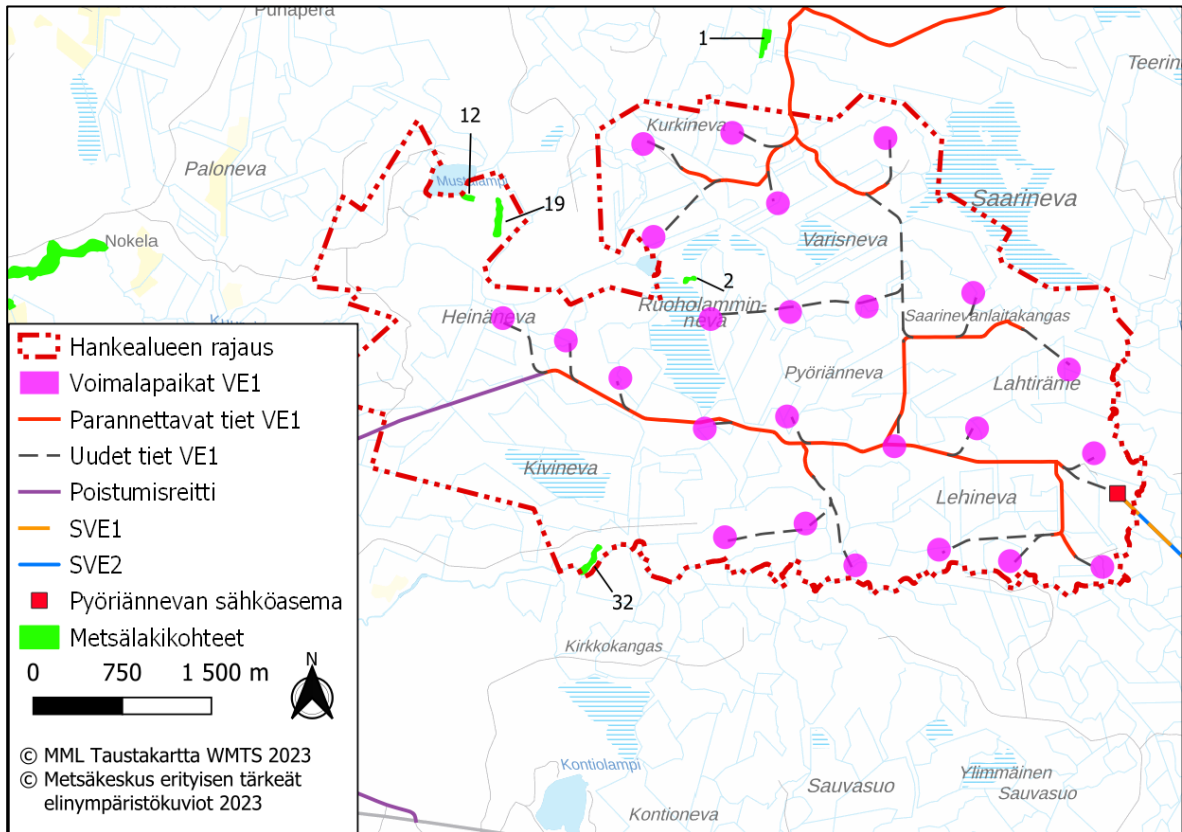 Punaperä
1
Teerin
12
Kurkineva
Paloneva
Mustalampi
Saarineva
19
Nokela
Varisneva
2
Ruoholammin-
neva
Heinäneva
Saarinevanlaitakangas
Hankealueen rajaus
Voimalapaikat VE1
Pyöriänneva
Lahtiräme
Parannettavat tiet VE1
Uudet tiet VE1
Kivineva
Poistumisreitti
Lehineva
SVE1
SVE2
Pyöriännevan sähköasema
32
Metsälakikohteet
Kirkkokangas
0 750 1 500 m
N
© MML Taustakartta WMTS 2023
© Metsäkeskus erityisen tärkeät
elinympäristökuviot 2023
Kontiolampi
Sauvasuo
Ylimmäinen
Sauvasuo
Kontioneva